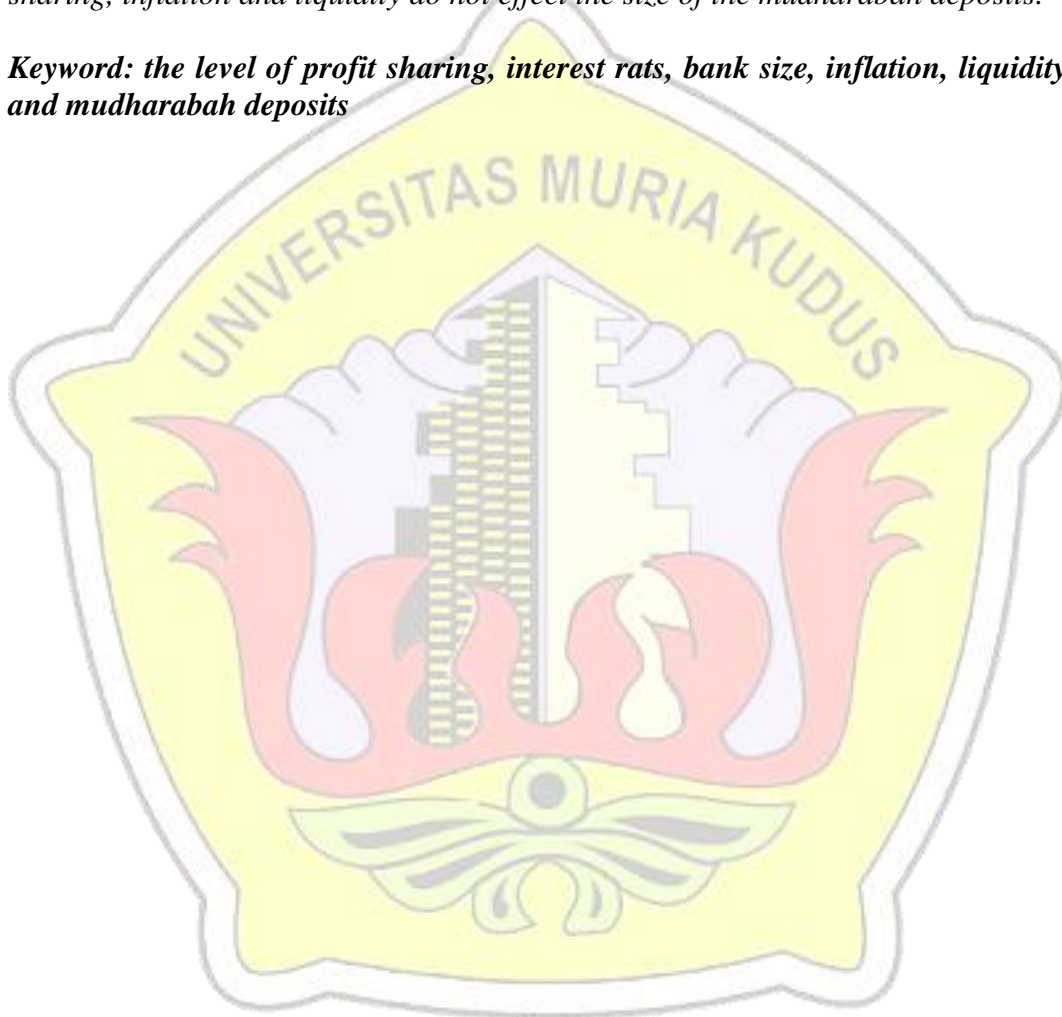 sharing, inflation and liquidity do not effect the size of the mudharabah deposits.
Keyword: the level of profit sharing, interest rats, bank size, inflation, liquidity
and mudharabah deposits
UNIVERSITAS MURIA KUDUS